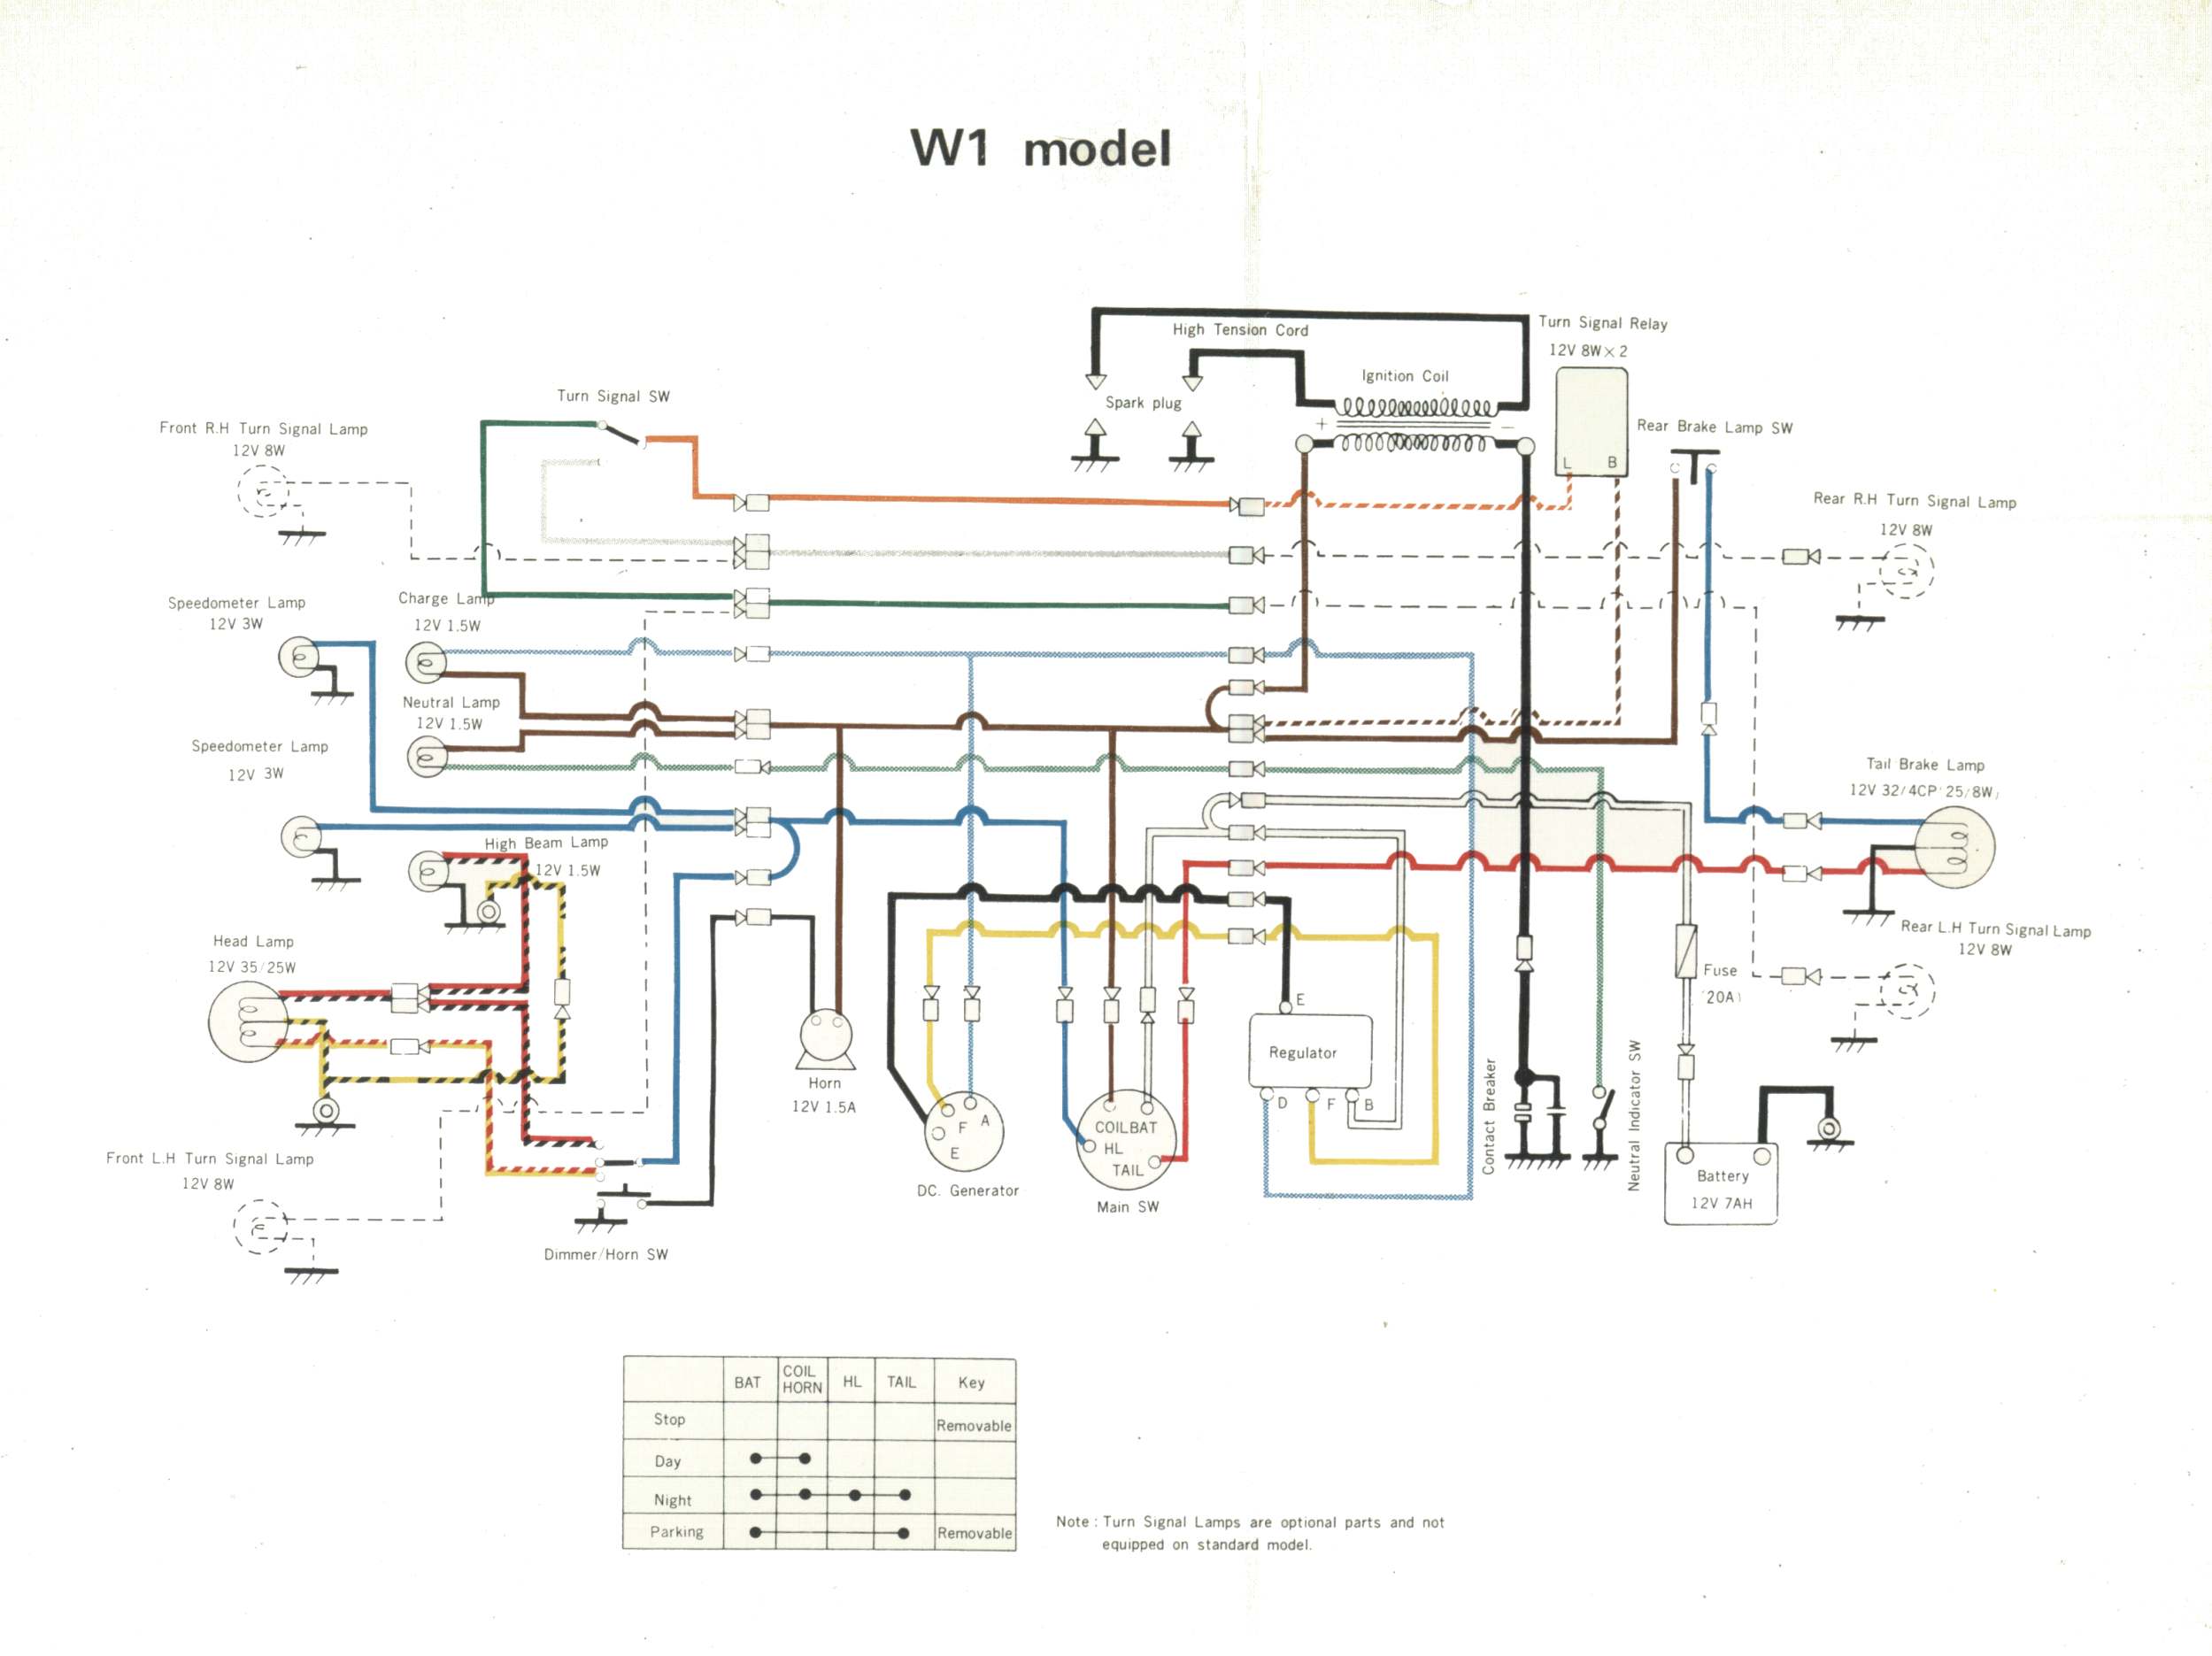 W1 model
High Tension Cord
Turn Signal Relay
12V 8W×2
Ignition Coil
Turn Signal SW
Spark plug
+ −
Front R.H Turn Signal Lamp
12V 8W
Rear Brake Lamp SW
L B
Rear R.H Turn Signal Lamp
12V 8W
Speedometer Lamp
12V 3W
Charge Lamp
12V 1.5W
Neutral Lamp
12V 1.5W
Speedometer Lamp
12V 3W
Tail Brake Lamp
12V 32/4CP(25/8W)
High Beam Lamp
12V 1.5W
Head Lamp
12V 35/25W
Rear L.H Turn Signal Lamp
12V 8W
Fuse
(20A)
E
Regulator
D F B
Horn
12V 1.5A
F A
E
DC. Generator
COIL BAT
HL
TAIL
Main SW
Contact Breaker
Neutral Indicator SW
Battery
12V 7AH
Front L.H Turn Signal Lamp
12V 8W
Dimmer/Horn SW
BAT COIL HORN HL TAIL Key
Stop Removable
Day
Night
Parking Removable
Note : Turn Signal Lamps are optional parts and not
equipped on standard model.